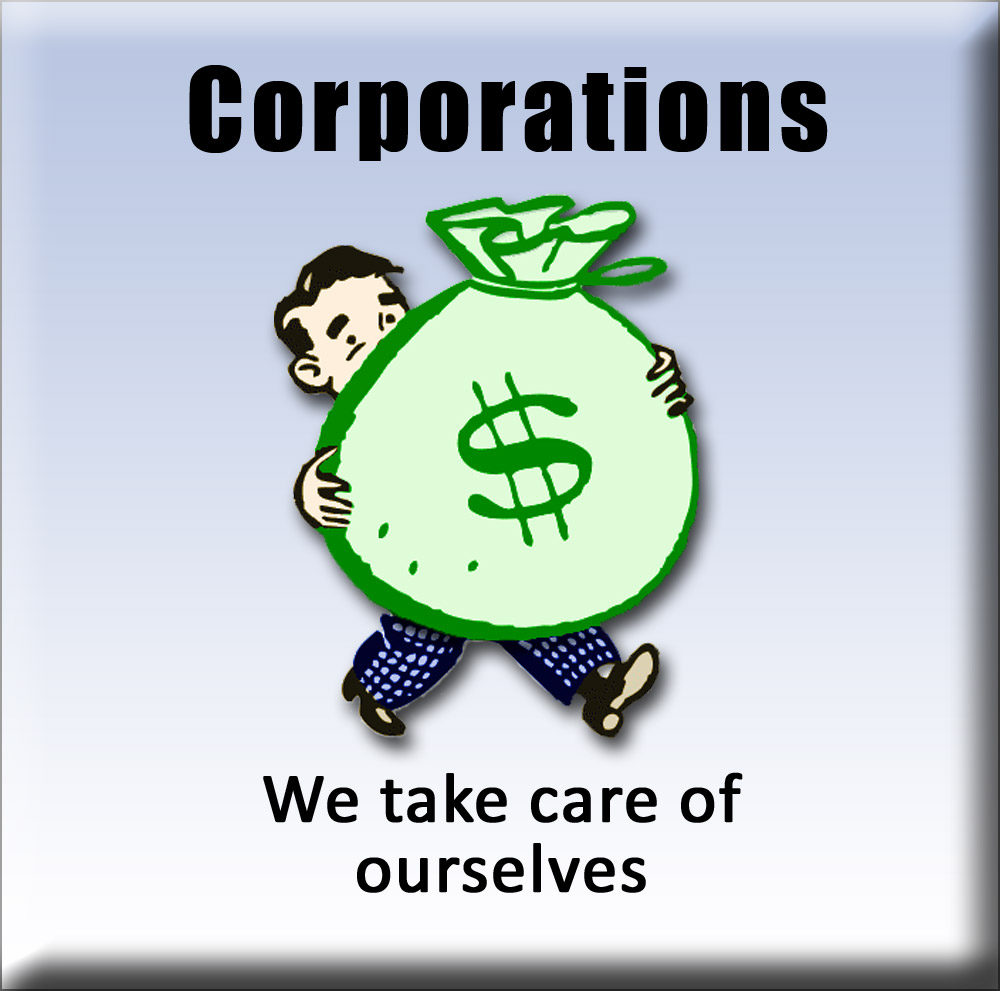 Corporations
$
We take care of
ourselves